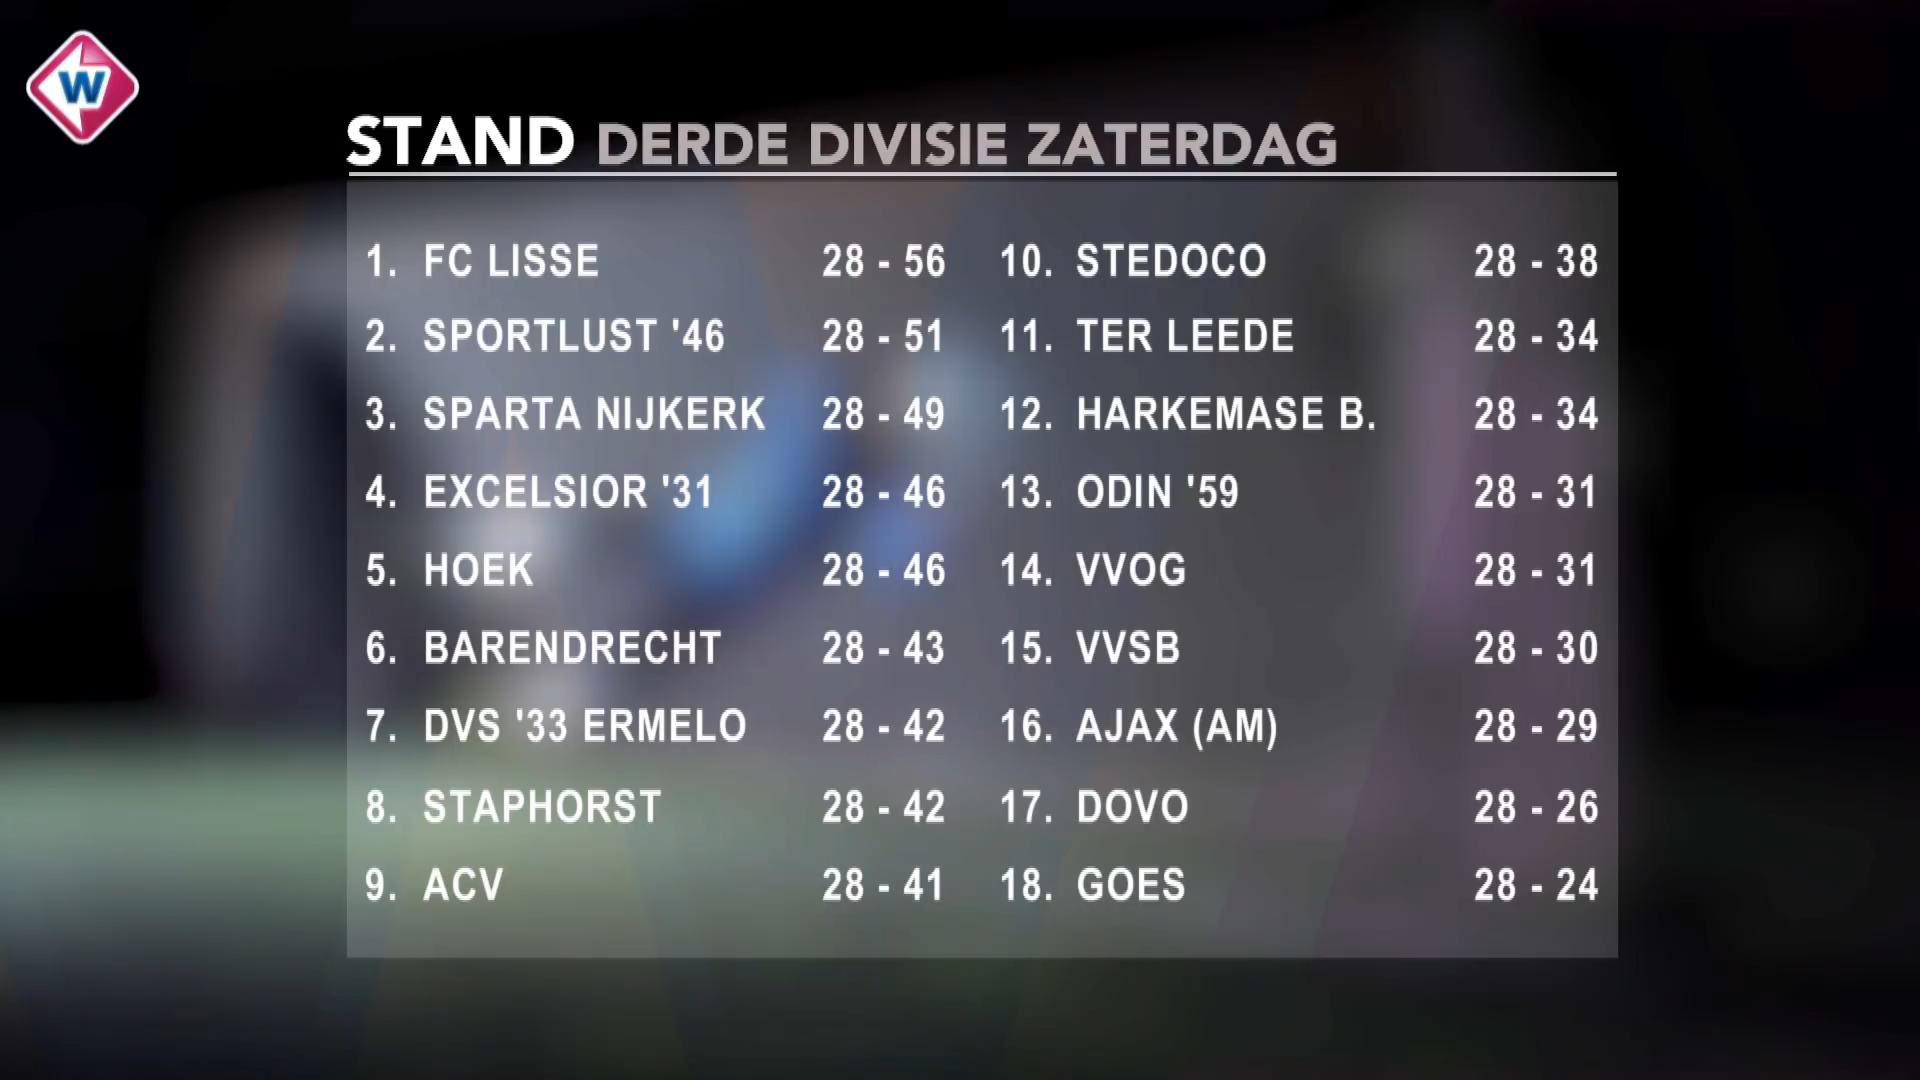 W
STAND DERDE DIVISIE ZATERDAG
1. FC LISSE 28 - 56
2. SPORTLUST '46 28 - 51
3. SPARTA NIJKERK 28 - 49
4. EXCELSIOR '31 28 - 46
5. HOEK 28 - 46
6. BARENDRECHT 28 - 43
7. DVS '33 ERMELO 28 - 42
8. STAPHORST 28 - 42
9. ACV 28 - 41
10. STEDOCO 28 - 38
11. TER LEEDE 28 - 34
12. HARKEMASE B. 28 - 34
13. ODIN '59 28 - 31
14. VVOG 28 - 31
15. VVSB 28 - 30
16. AJAX (AM) 28 - 29
17. DOVO 28 - 26
18. GOES 28 - 24